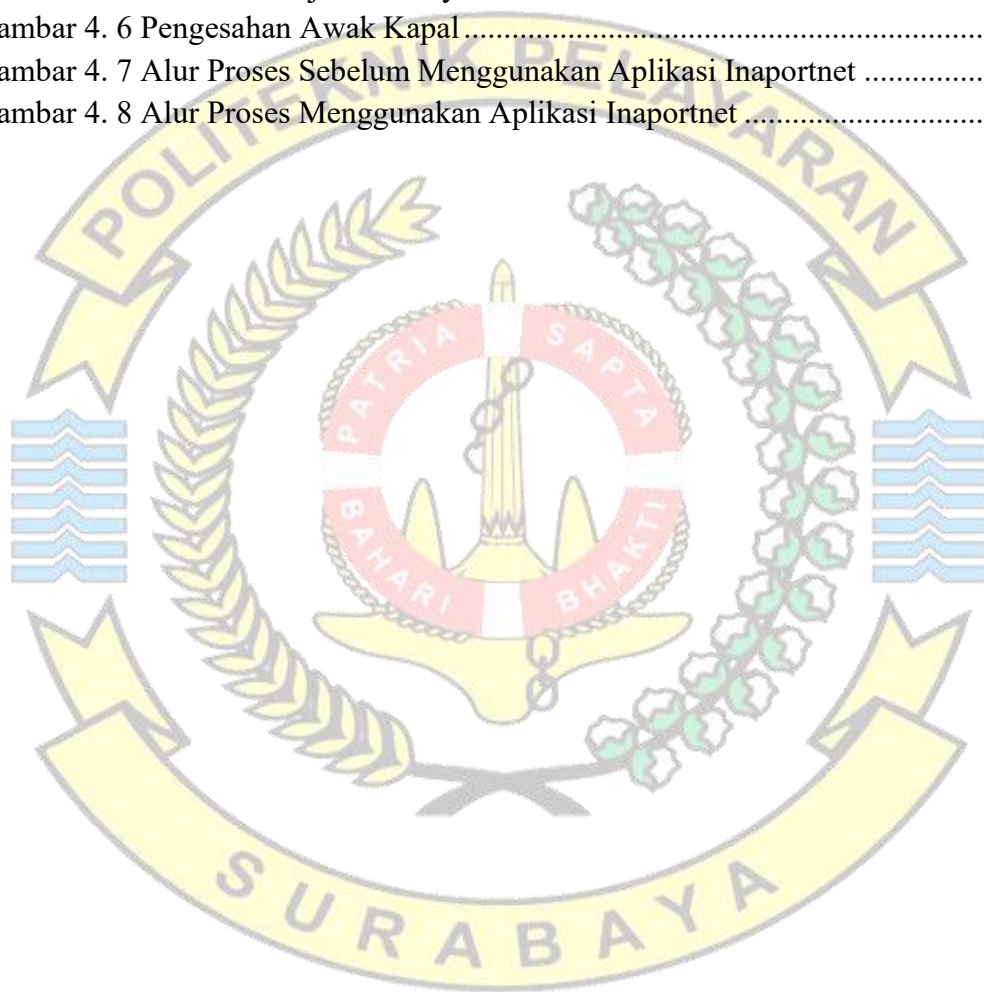 ambar 4. 6 Pengesahan Awak Kapal
ambar 4. 7 Alur Proses Sebelum Menggunakan Aplikasi Inaportnet
ambar 4. 8 Alur Proses Menggunakan Aplikasi Inaportnet
POLITEKNIK PELAYARAN
PATRIA SAPTA
BAHARI BHAKTI
SURABAYA